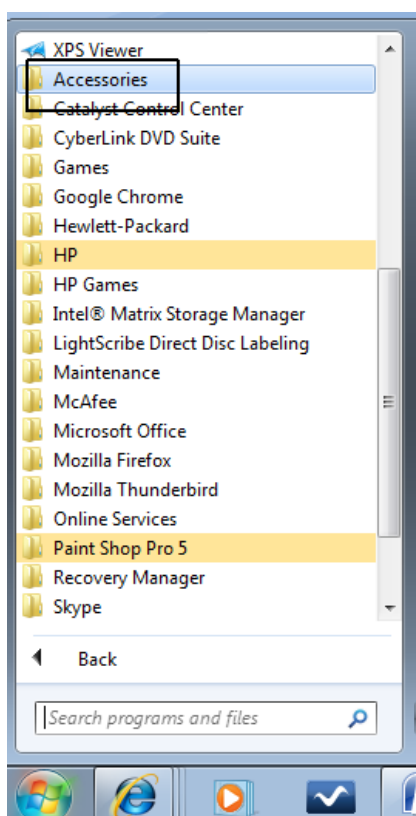 XPS Viewer
Accessories
Catalyst Control Center
CyberLink DVD Suite
Games
Google Chrome
Hewlett-Packard
HP
HP Games
Intel® Matrix Storage Manager
LightScribe Direct Disc Labeling
Maintenance
McAfee
Microsoft Office
Mozilla Firefox
Mozilla Thunderbird
Online Services
Paint Shop Pro 5
Recovery Manager
Skype
Back
Search programs and files